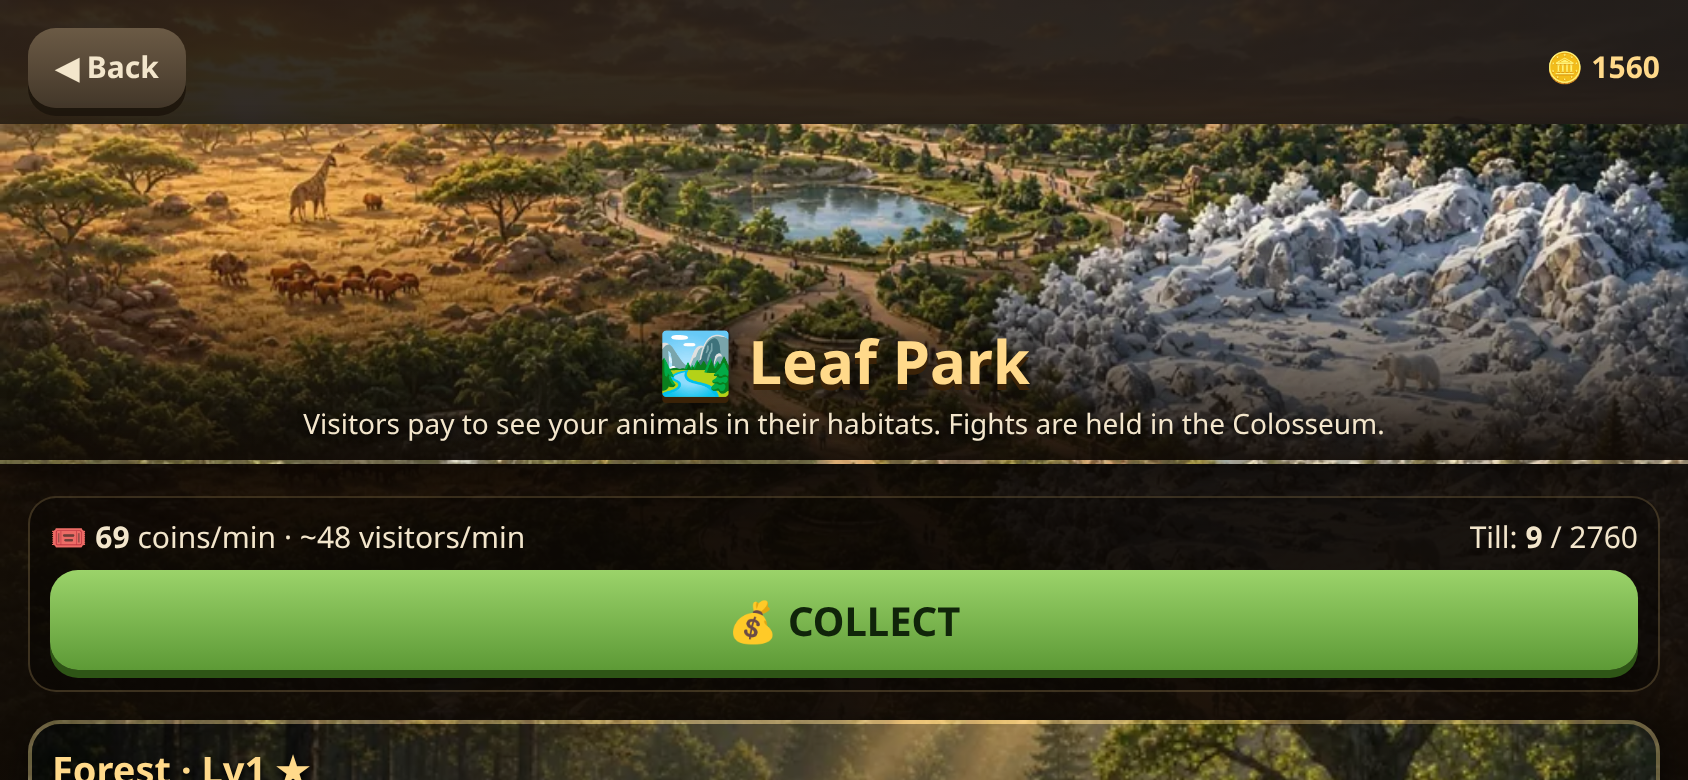 ◀ Back
1560
Leaf Park
Visitors pay to see your animals in their habitats. Fights are held in the Colosseum.
69 coins/min · ~48 visitors/min
Till: 9 / 2760
COLLECT
Forest · Lv1 ★